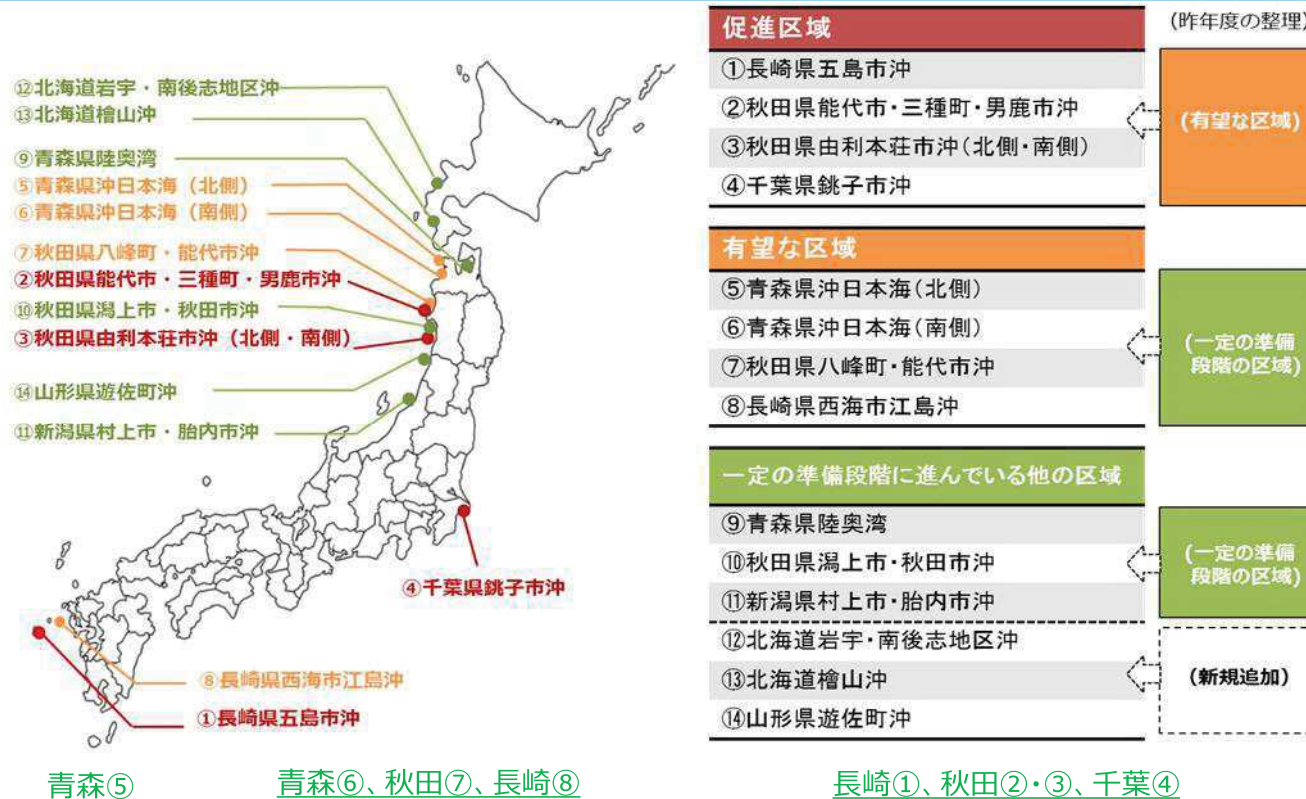 ⑫北海道岩宇・南後志地区沖
⑬北海道檜山沖
⑨青森県陸奥湾
⑤青森県沖日本海（北側）
⑥青森県沖日本海（南側）
⑦秋田県八峰町・能代市沖
②秋田県能代市・三種町・男鹿市沖
⑩秋田県潟上市・秋田市沖
③秋田県由利本荘市沖（北側・南側）
⑭山形県遊佐町沖
⑪新潟県村上市・胎内市沖
④千葉県銚子市沖
⑧長崎県西海市江島沖
①長崎県五島市沖
促進区域
①長崎県五島市沖
②秋田県能代市・三種町・男鹿市沖
③秋田県由利本荘市沖（北側・南側）
④千葉県銚子市沖
(昨年度の整理)
(有望な区域)
有望な区域
⑤青森県沖日本海（北側）
⑥青森県沖日本海（南側）
⑦秋田県八峰町・能代市沖
⑧長崎県西海市江島沖
(一定の準備
段階の区域)
一定の準備段階に進んでいる他の区域
⑨青森県陸奥湾
⑩秋田県潟上市・秋田市沖
⑪新潟県村上市・胎内市沖
(一定の準備
段階の区域)
⑫北海道岩宇・南後志地区沖
⑬北海道檜山沖
⑭山形県遊佐町沖
(新規追加)
青森⑤
青森⑥、秋田⑦、長崎⑧
長崎①、秋田②・③、千葉④